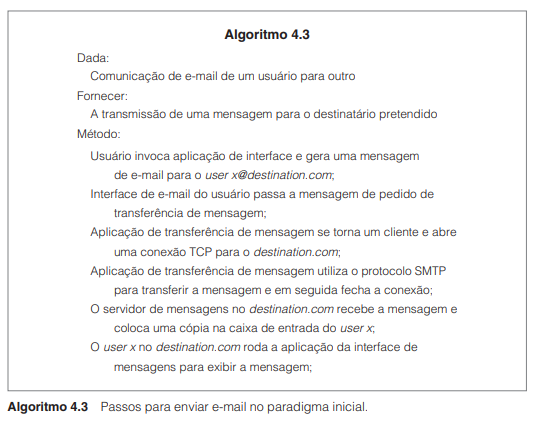 Algoritmo 4.3
Dada:
Comunicação de e-mail de um usuário para outro
Fornecer:
A transmissão de uma mensagem para o destinatário pretendido
Método:
Usuário invoca aplicação de interface e gera uma mensagem
de e-mail para o user x@destination.com;
Interface de e-mail do usuário passa a mensagem de pedido de
transferência de mensagem;
Aplicação de transferência de mensagem se torna um cliente e abre
uma conexão TCP para o destination.com;
Aplicação de transferência de mensagem utiliza o protocolo SMTP
para transferir a mensagem e em seguida fecha a conexão;
O servidor de mensagens no destination.com recebe a mensagem e
coloca uma cópia na caixa de entrada do user x;
O user x no destination.com roda a aplicação da interface de
mensagens para exibir a mensagem;
Algoritmo 4.3 Passos para enviar e-mail no paradigma inicial.